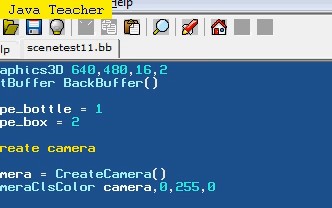 Java Teacher
Help
lp
scenetest11.bb
aphics3D 640,480,16,2
tBuffer BackBuffer()
pe_bottle = 1
pe_box = 2
reate camera
mera = CreateCamera()
meraClsColor camera,0,255,0